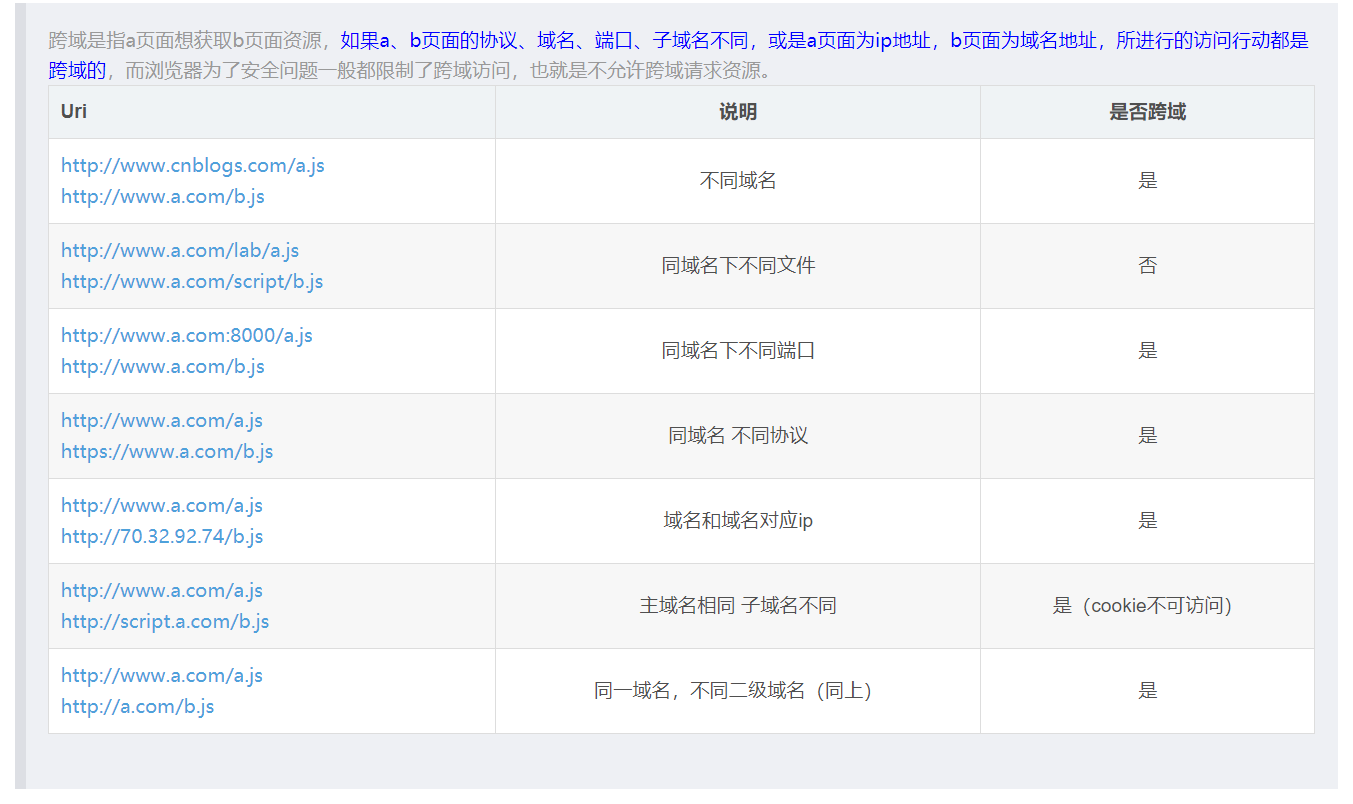 跨域是指a页面想获取b页面资源，如果a、b页面的协议、域名、端口、子域名不同，或是a页面为ip地址，b页面为域名地址，所进行的访问行动都是
跨域的，而浏览器为了安全问题一般都限制了跨域访问，也就是不允许跨域请求资源。
Uri 说明 是否跨域
http://www.cnblogs.com/a.js
http://www.a.com/b.js
不同域名
是
http://www.a.com/lab/a.js
http://www.a.com/script/b.js
同域名下不同文件
否
http://www.a.com:8000/a.js
http://www.a.com/b.js
同域名下不同端口
是
http://www.a.com/a.js
https://www.a.com/b.js
同域名 不同协议
是
http://www.a.com/a.js
http://70.32.92.74/b.js
域名和域名对应ip
是
http://www.a.com/a.js
http://script.a.com/b.js
主域名相同 子域名不同
是（cookie不可访问）
http://www.a.com/a.js
http://a.com/b.js
同一域名，不同二级域名（同上）
是